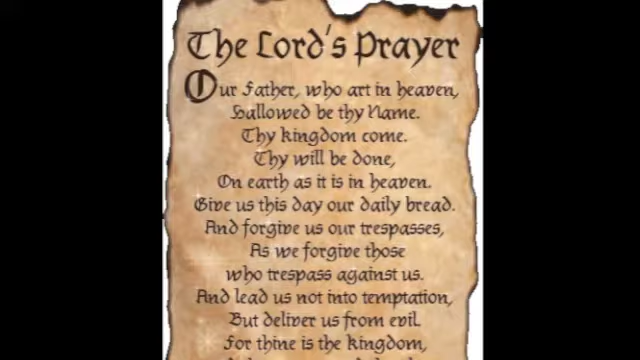 The Lord's Prayer
Our Father, who art in heaven,
Hallowed be thy Name.
Thy kingdom come.
Thy will be done,
On earth as it is in heaven.
Give us this day our daily bread.
And forgive us our trespasses,
As we forgive those
who trespass against us.
And lead us not into temptation,
But deliver us from evil.
For thine is the kingdom,